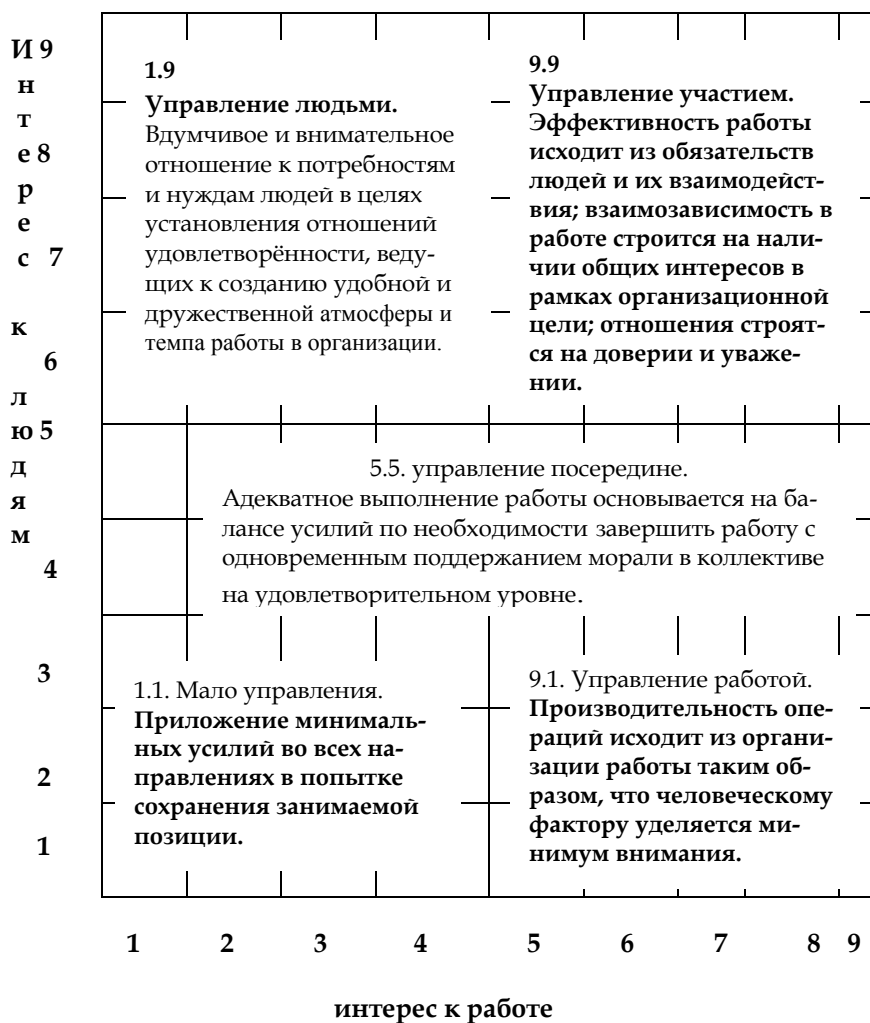 Интерес к людям
9
8
7
6
5
4
3
2
1
1.9
Управление людьми.
Вдумчивое и внимательное
отношение к потребностям
и нуждам людей в целях
установления отношений
удовлетворённости, веду-
щих к созданию удобной и
дружественной атмосферы и
темпа работы в организации.
9.9
Управление участием.
Эффективность работы
исходит из обязательств
людей и их взаимодейст-
вия; взаимозависимость в
работе строится на нали-
чии общих интересов в
рамках организационной
цели; отношения строят-
ся на доверии и уваже-
нии.
5.5. управление посередине.
Адекватное выполнение работы основывается на ба-
лансе усилий по необходимости завершить работу с
одновременным поддержанием морали в коллективе
на удовлетворительном уровне.
1.1. Мало управления.
Приложение минималь-
ных усилий во всех на-
правлениях в попытке
сохранения занимаемой
позиции.
9.1. Управление работой.
Производительность опе-
раций исходит из органи-
зации работы таким об-
разом, что человеческому
фактору уделяется ми-
нимум внимания.
1 2 3 4 5 6 7 8 9
интерес к работе